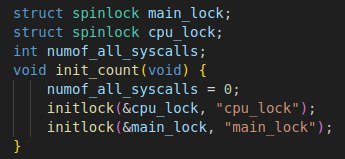 struct spinlock main_lock;
struct spinlock cpu_lock;
int numof_all_syscalls;
void init_count(void) {
    numof_all_syscalls = 0;
    initlock(&cpu_lock, "cpu_lock");
    initlock(&main_lock, "main_lock");
}